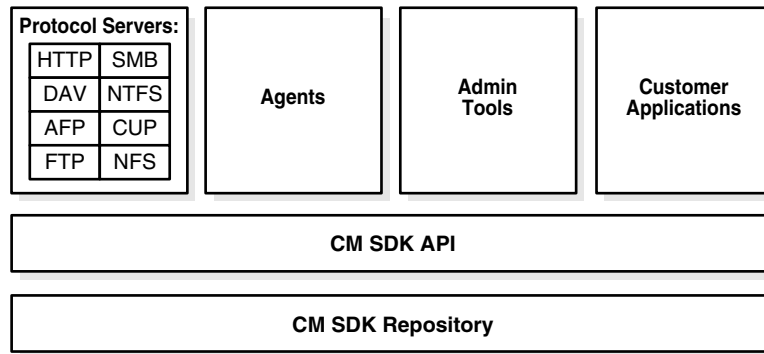 Protocol Servers:
HTTP SMB
DAV NTFS
AFP CUP
FTP NFS
Agents
Admin
Tools
Customer
Applications
CM SDK API
CM SDK Repository